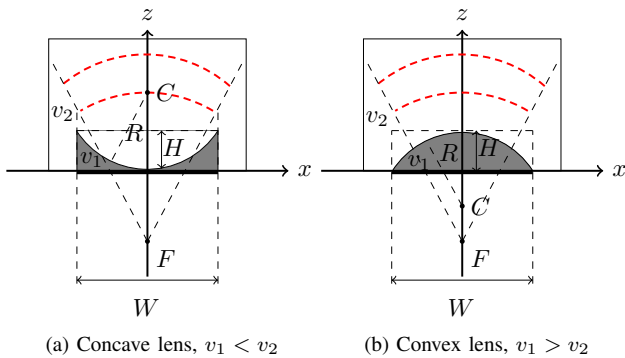 z
C
v₂
R
v₁
H
x
F
W
(a) Concave lens, v₁ < v₂
z
v₂
v₁
R
H
x
C
F
W
(b) Convex lens, v₁ > v₂